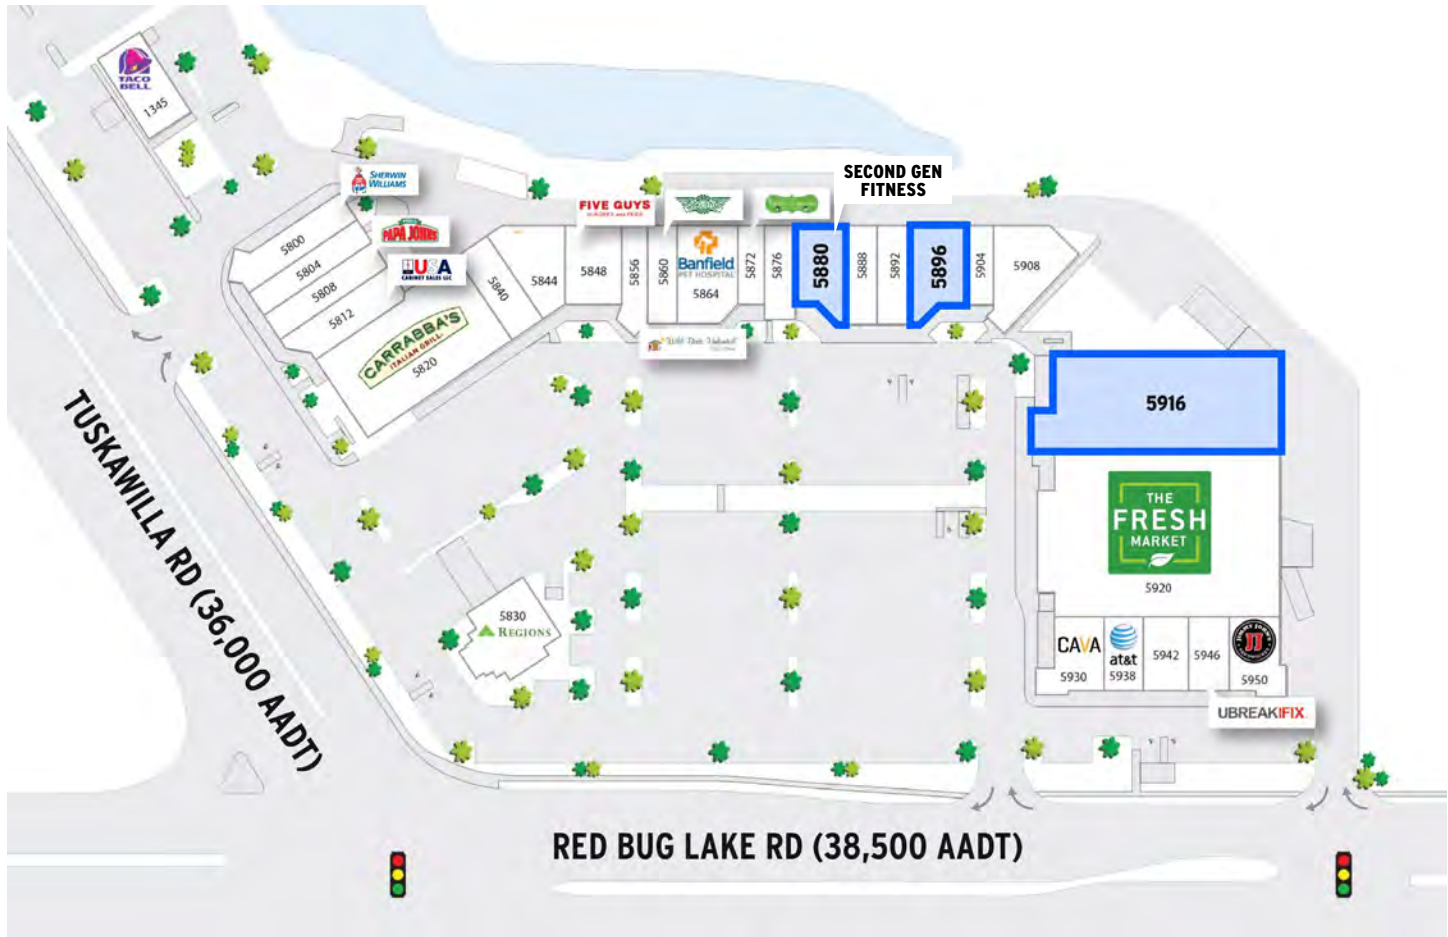 TACO
BELL
1345
SHERWIN
WILLIAMS
PAPA JOHNS
USA
CABINET SALES LLC
5800
5804
5808
5812
5820
CARRABBA'S
ITALIAN GRILL
5840
5844
FIVE GUYS
BURGERS and FRIES
5848
5856
5860
Banfield
PET HOSPITAL
5864
5872
5876
SECOND GEN
FITNESS
5880
5888
5892
5896
5904
5908
5916
THE
FRESH
MARKET
5920
5830
REGIONS
CAVA
5930
at&t
5938
5942
5946
JIMMY JOHN'S
JJ
5950
UBREAKIFIX
TUSKAWILLA RD (36,000 AADT)
RED BUG LAKE RD (38,500 AADT)